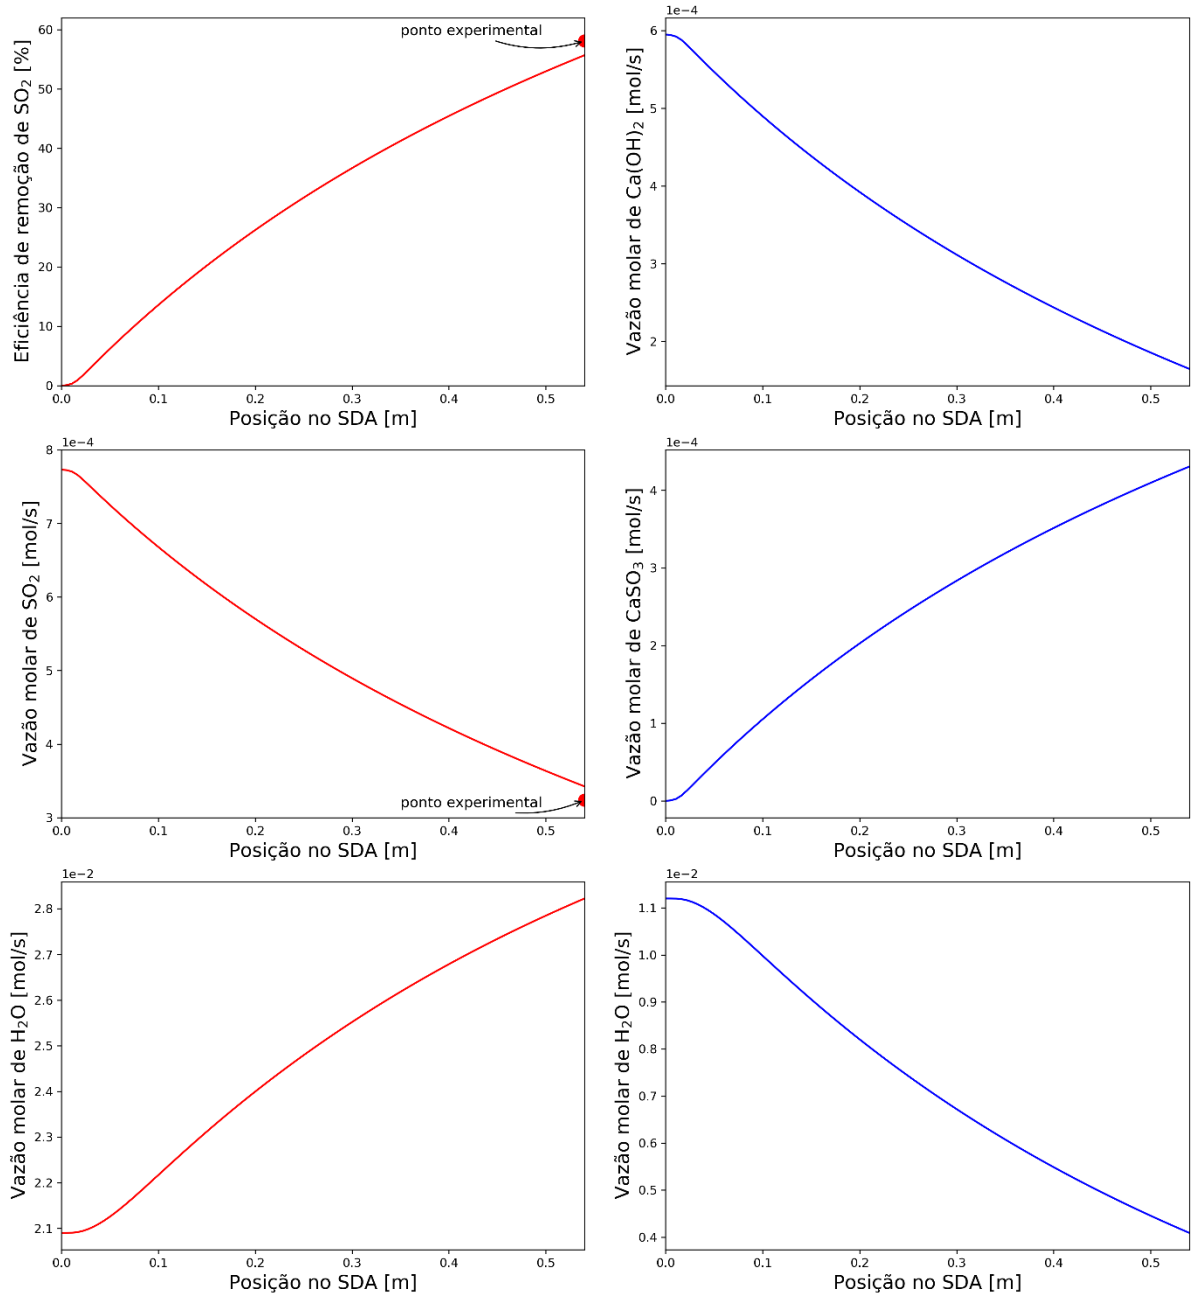 ponto experimental
Eficiência de remoção de SO₂ [%]
60
50
40
30
20
10
0
0.0 0.1 0.2 0.3 0.4 0.5
Posição no SDA [m]
1e−4
Vazão molar de Ca(OH)₂ [mol/s]
6
5
4
3
2
0.0 0.1 0.2 0.3 0.4 0.5
Posição no SDA [m]
1e−4
Vazão molar de SO₂ [mol/s]
8
7
6
5
4
3
ponto experimental
0.0 0.1 0.2 0.3 0.4 0.5
Posição no SDA [m]
1e−4
Vazão molar de CaSO₃ [mol/s]
4
3
2
1
0
0.0 0.1 0.2 0.3 0.4 0.5
Posição no SDA [m]
1e−2
Vazão molar de H₂O [mol/s]
2.8
2.7
2.6
2.5
2.4
2.3
2.2
2.1
0.0 0.1 0.2 0.3 0.4 0.5
Posição no SDA [m]
1e−2
Vazão molar de H₂O [mol/s]
1.1
1.0
0.9
0.8
0.7
0.6
0.5
0.4
0.0 0.1 0.2 0.3 0.4 0.5
Posição no SDA [m]